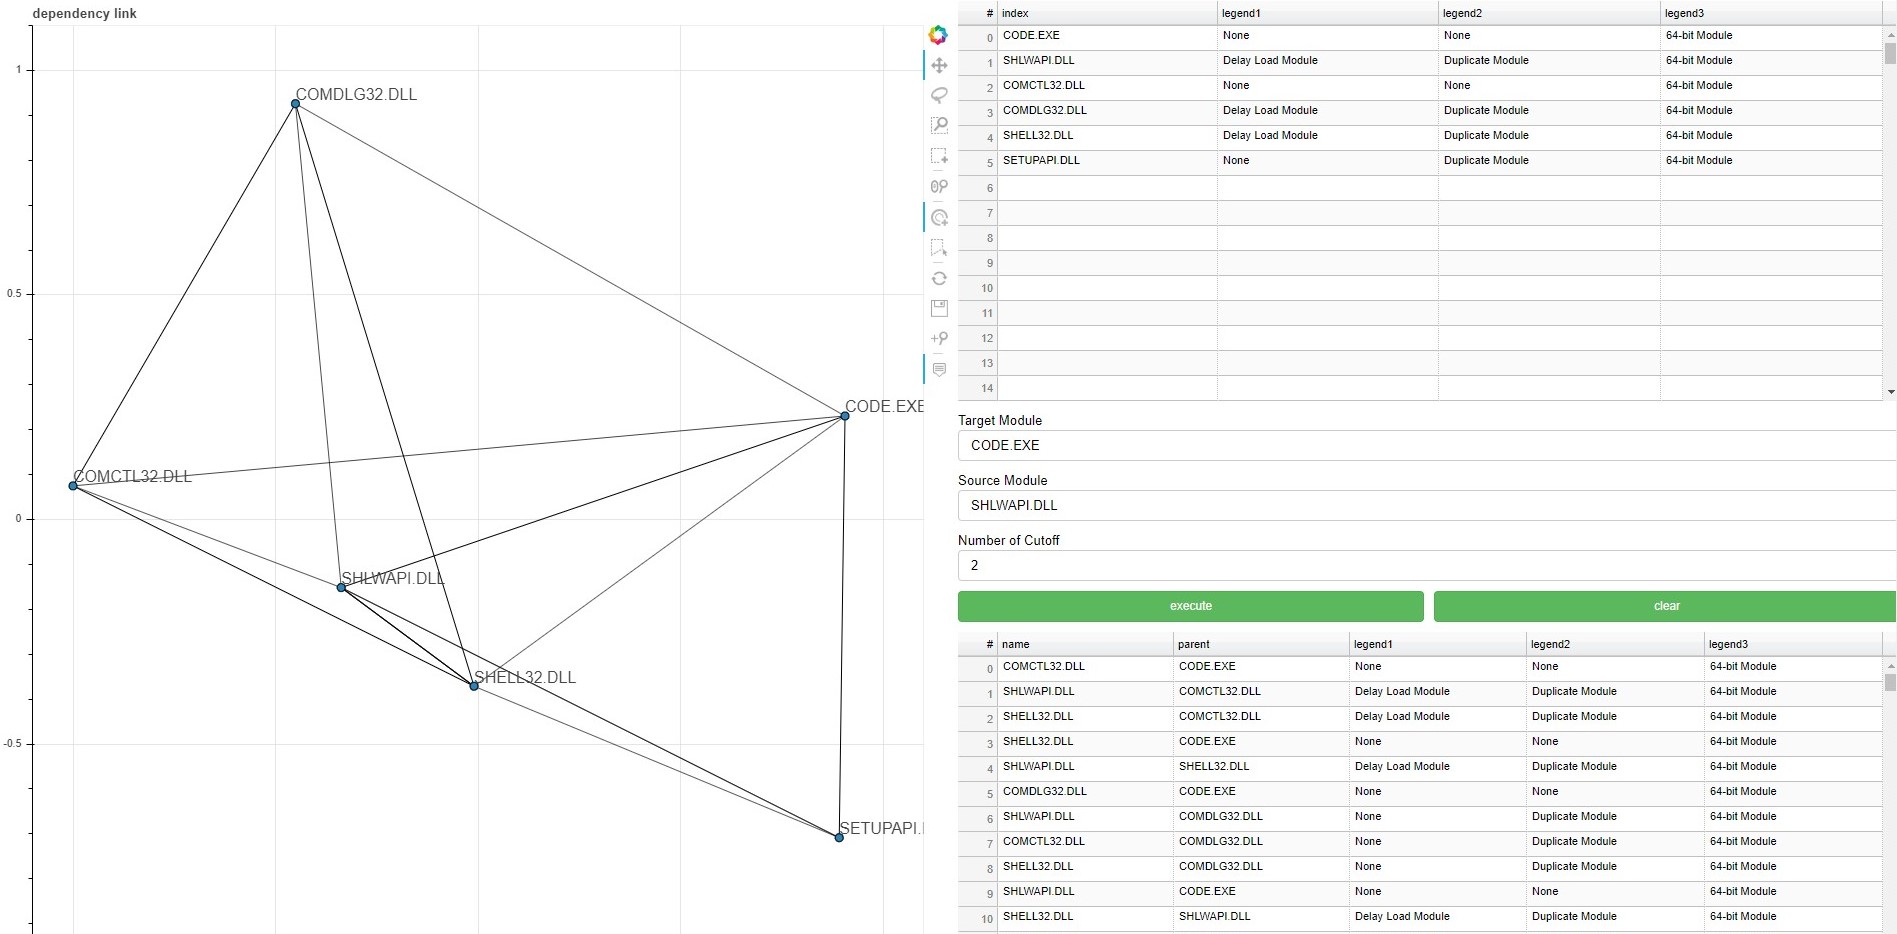 dependency link
1
0.5
0
-0.5
COMDLG32.DLL
CODE.EXE
COMCTL32.DLL
SHLWAPI.DLL
SHELL32.DLL
SETUPAPI.
# index legend1 legend2 legend3
0 CODE.EXE None None 64-bit Module
1 SHLWAPI.DLL Delay Load Module Duplicate Module 64-bit Module
2 COMCTL32.DLL None None 64-bit Module
3 COMDLG32.DLL Delay Load Module Duplicate Module 64-bit Module
4 SHELL32.DLL Delay Load Module Duplicate Module 64-bit Module
5 SETUPAPI.DLL None Duplicate Module 64-bit Module
6
7
8
9
10
11
12
13
14
Target Module
CODE.EXE
Source Module
SHLWAPI.DLL
Number of Cutoff
2
execute clear
# name parent legend1 legend2 legend3
0 COMCTL32.DLL CODE.EXE None None 64-bit Module
1 SHLWAPI.DLL COMCTL32.DLL Delay Load Module Duplicate Module 64-bit Module
2 SHELL32.DLL COMCTL32.DLL Delay Load Module Duplicate Module 64-bit Module
3 SHELL32.DLL CODE.EXE None None 64-bit Module
4 SHLWAPI.DLL SHELL32.DLL Delay Load Module Duplicate Module 64-bit Module
5 COMDLG32.DLL CODE.EXE None None 64-bit Module
6 SHLWAPI.DLL COMDLG32.DLL None Duplicate Module 64-bit Module
7 COMCTL32.DLL COMDLG32.DLL None Duplicate Module 64-bit Module
8 SHELL32.DLL COMDLG32.DLL None Duplicate Module 64-bit Module
9 SHLWAPI.DLL CODE.EXE None None 64-bit Module
10 SHELL32.DLL SHLWAPI.DLL Delay Load Module Duplicate Module 64-bit Module